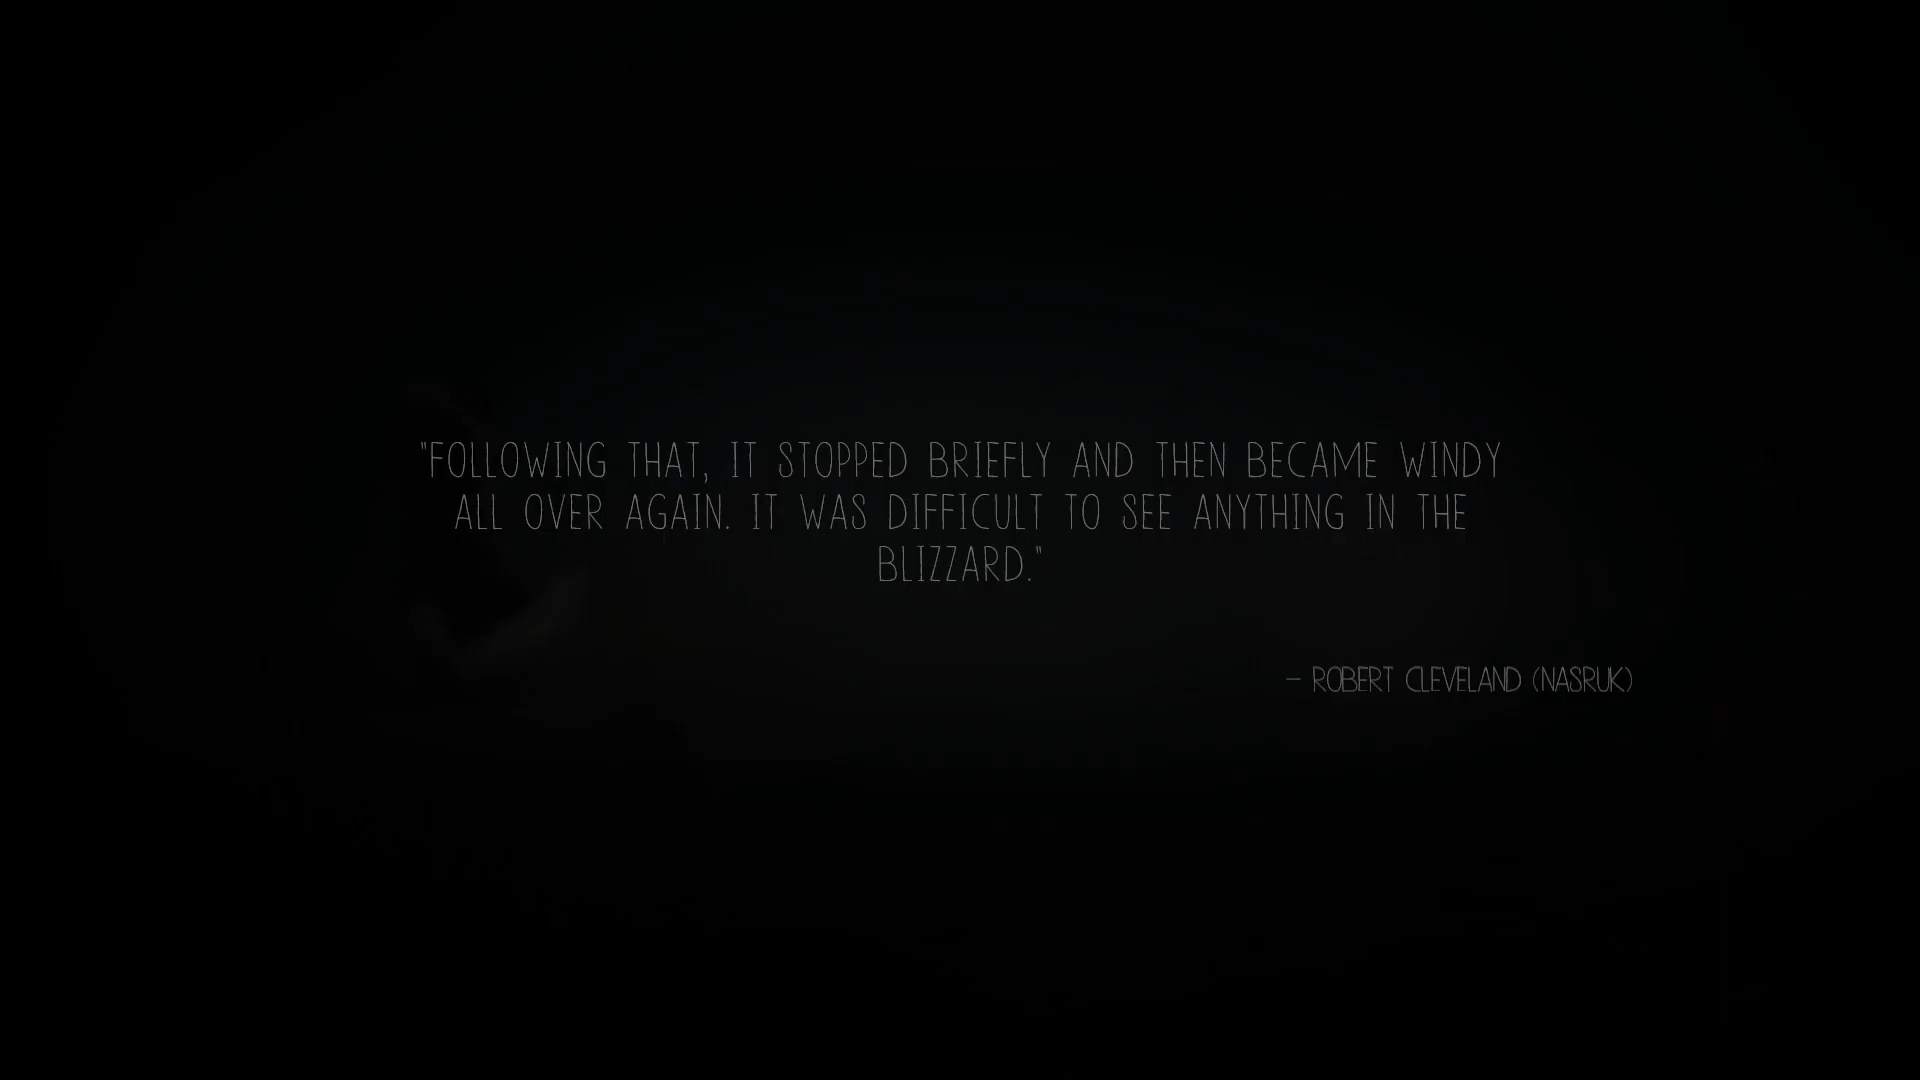 "FOLLOWING THAT, IT STOPPED BRIEFLY AND THEN BECAME WINDY
ALL OVER AGAIN. IT WAS DIFFICULT TO SEE ANYTHING IN THE
BLIZZARD."
– ROBERT CLEVELAND (NASRUK)